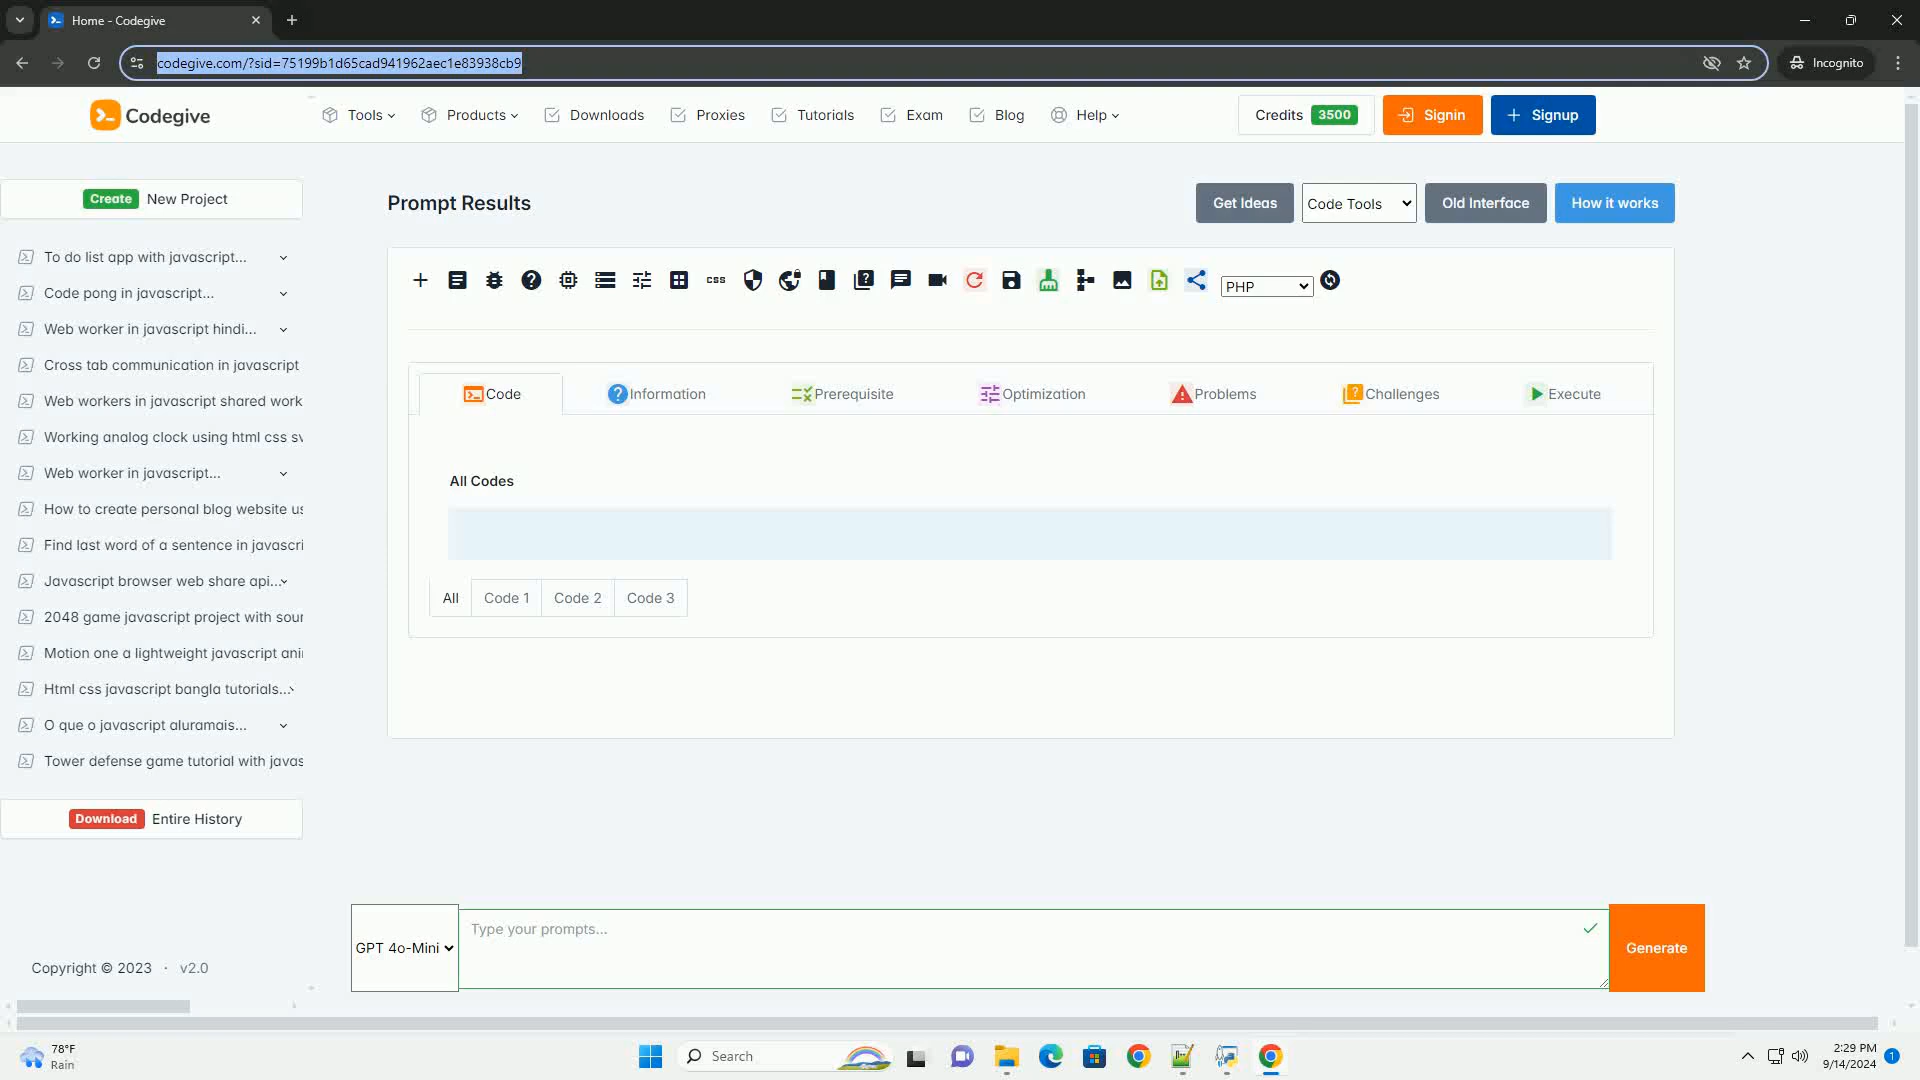 Home - Codegive
codegive.com/?sid=75199b1d65cad941962aec1e83938cb9
Incognito
Codegive
Tools
Products
Downloads
Proxies
Tutorials
Exam
Blog
Help
Credits 3500
Signin
Signup
Create New Project
To do list app with javascript...
Code pong in javascript...
Web worker in javascript hindi...
Cross tab communication in javascript
Web workers in javascript shared work
Working analog clock using html css sv
Web worker in javascript...
How to create personal blog website us
Find last word of a sentence in javascri
Javascript browser web share api...
2048 game javascript project with sour
Motion one a lightweight javascript ani
Html css javascript bangla tutorials...
O que o javascript aluramais...
Tower defense game tutorial with javas
Download Entire History
Copyright © 2023 · v2.0
Prompt Results
Get Ideas
Code Tools
Old Interface
How it works
css
PHP
Code
Information
Prerequisite
Optimization
Problems
Challenges
Execute
All Codes
All
Code 1
Code 2
Code 3
GPT 4o-Mini
Type your prompts...
Generate
78°F
Rain
Search
2:29 PM
9/14/2024
1